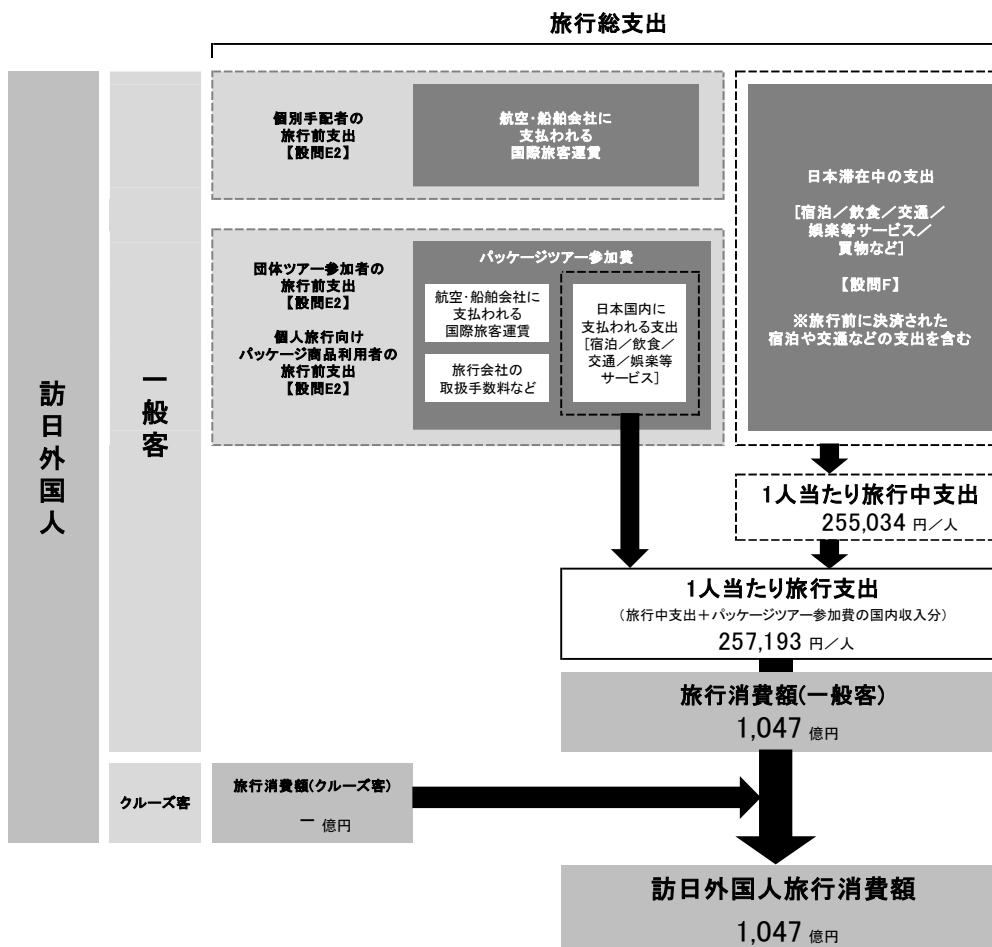 旅行総支出
訪日外国人
一般客
個別手配者の
旅行前支出
【設問E2】
航空・船舶会社に
支払われる
国際旅客運賃
団体ツアー参加者の
旅行前支出
【設問E2】
個人旅行向け
パッケージ商品利用者の
旅行前支出
【設問E2】
パッケージツアー参加費
航空・船舶会社に
支払われる
国際旅客運賃
旅行会社の
取扱手数料など
日本国内に
支払われる支出
[宿泊／飲食／
交通／娯楽等
サービス]
日本滞在中の支出
[宿泊／飲食／交通／
娯楽等サービス／
買物など]
【設問F】
※旅行前に決済された
宿泊や交通などの支出を含む
1人当たり旅行中支出
255,034 円／人
1人当たり旅行支出
（旅行中支出＋パッケージツアー参加費の国内収入分）
257,193 円／人
旅行消費額(一般客)
1,047 億円
クルーズ客
旅行消費額(クルーズ客)
－ 億円
訪日外国人旅行消費額
1,047 億円